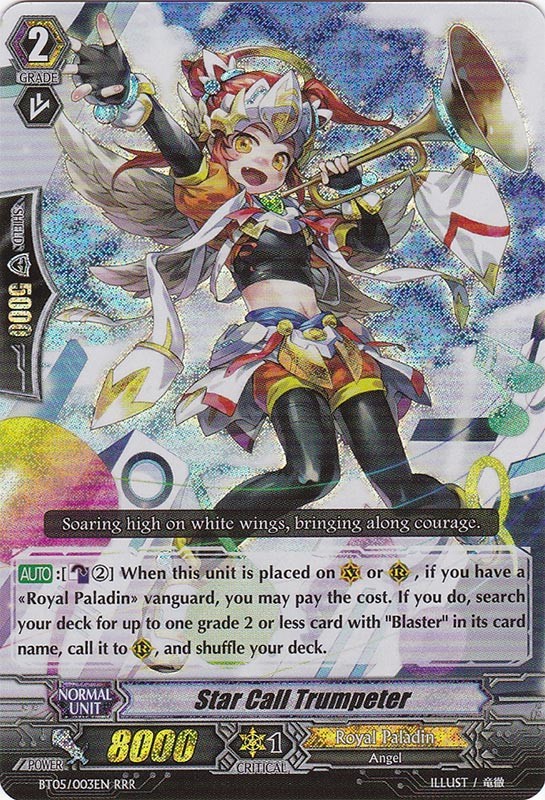 2
GRADE
SHIELD
5000
Soaring high on white wings, bringing along courage.
AUTO :[ ②] When this unit is placed on V or R , if you have a
«Royal Paladin» vanguard, you may pay the cost. If you do, search
your deck for up to one grade 2 or less card with "Blaster" in its card
name, call it to R , and shuffle your deck.
NORMAL
UNIT
Star Call Trumpeter
POWER
8000
1
CRITICAL
Royal Paladin
Angel
BT05/003EN RRR
ILLUST / 竜徹